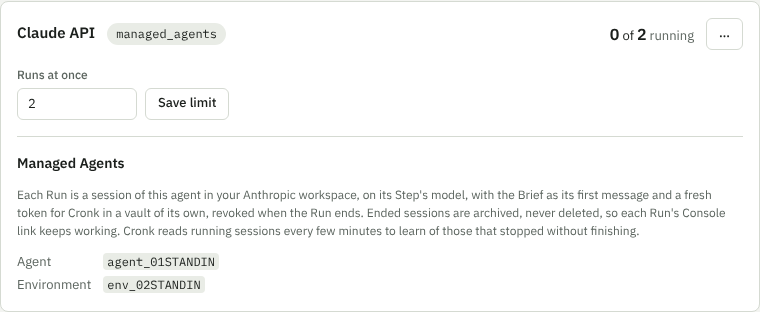 Claude API managed_agents 0 of 2 running ...
Runs at once
2 Save limit
Managed Agents
Each Run is a session of this agent in your Anthropic workspace, on its Step's model, with the Brief as its first message and a fresh
token for Cronk in a vault of its own, revoked when the Run ends. Ended sessions are archived, never deleted, so each Run's Console
link keeps working. Cronk reads running sessions every few minutes to learn of those that stopped without finishing.
Agent agent_01STANDIN
Environment env_02STANDIN